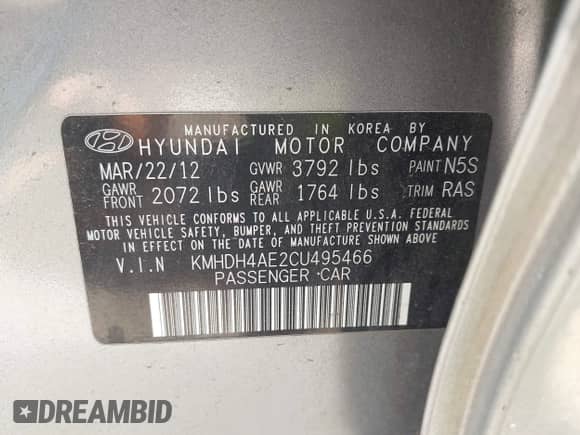 MANUFACTURED IN KOREA BY
HYUNDAI MOTOR COMPANY
MAR/22/12 GVWR 3792 lbs PAINT N5S
GAWR FRONT 2072 lbs GAWR REAR 1764 lbs TRIM RAS
THIS VEHICLE CONFORMS TO ALL APPLICABLE U.S.A. FEDERAL
MOTOR VEHICLE SAFETY, BUMPER, AND THEFT PREVENTION STANDARDS
IN EFFECT ON THE DATE OF MANUFACTURE SHOWN ABOVE
V.I.N KMHDH4AE2CU495466
PASSENGER CAR
DREAMBID